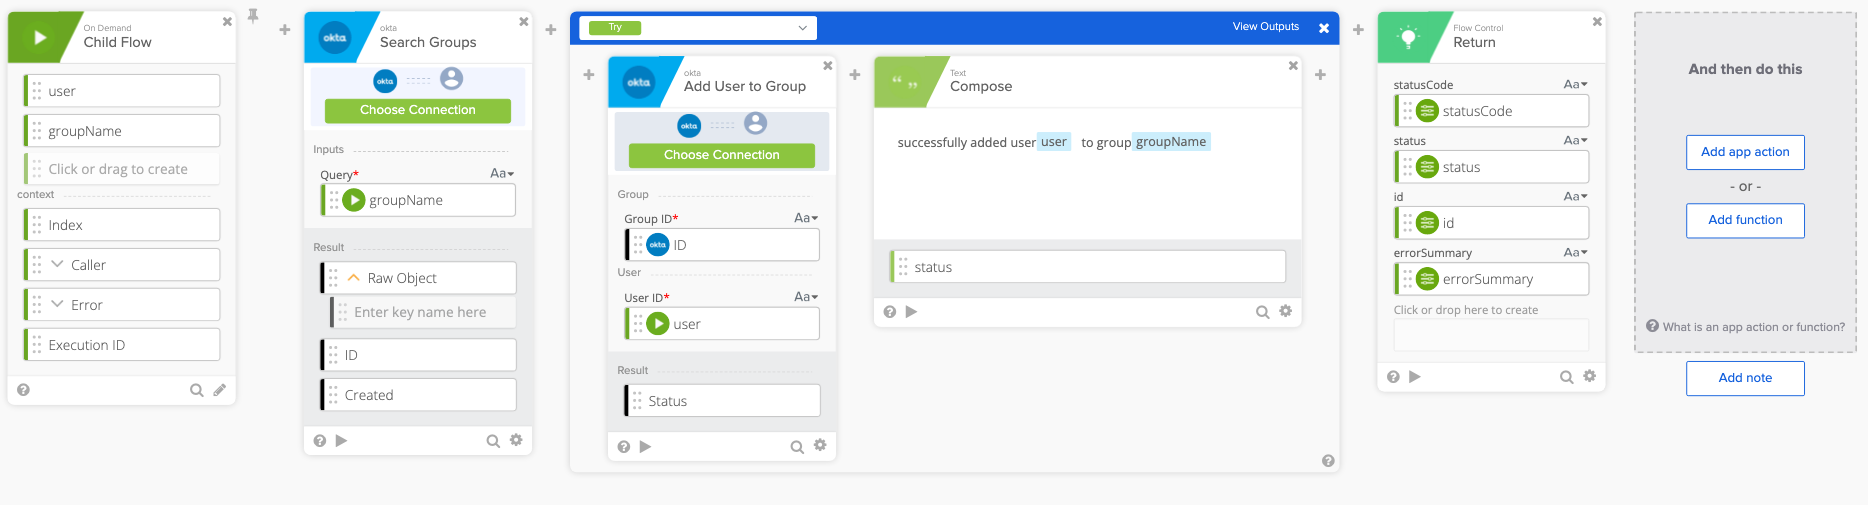 On Demand
Child Flow
user
groupName
Click or drag to create
context
Index
Caller
Error
Execution ID
okta
okta
Search Groups
okta
Choose Connection
Inputs
Query*
Aa
groupName
Result
Raw Object
Enter key name here
ID
Created
Try
View Outputs
okta
okta
Add User to Group
okta
Choose Connection
Group
Group ID*
Aa
okta
ID
User
User ID*
Aa
user
Result
Status
Text
Compose
successfully added user user to group groupName
status
Flow Control
Return
statusCode
Aa
statusCode
status
Aa
status
id
Aa
id
errorSummary
Aa
errorSummary
Click or drop here to create
And then do this
Add app action
- or -
Add function
What is an app action or function?
Add note